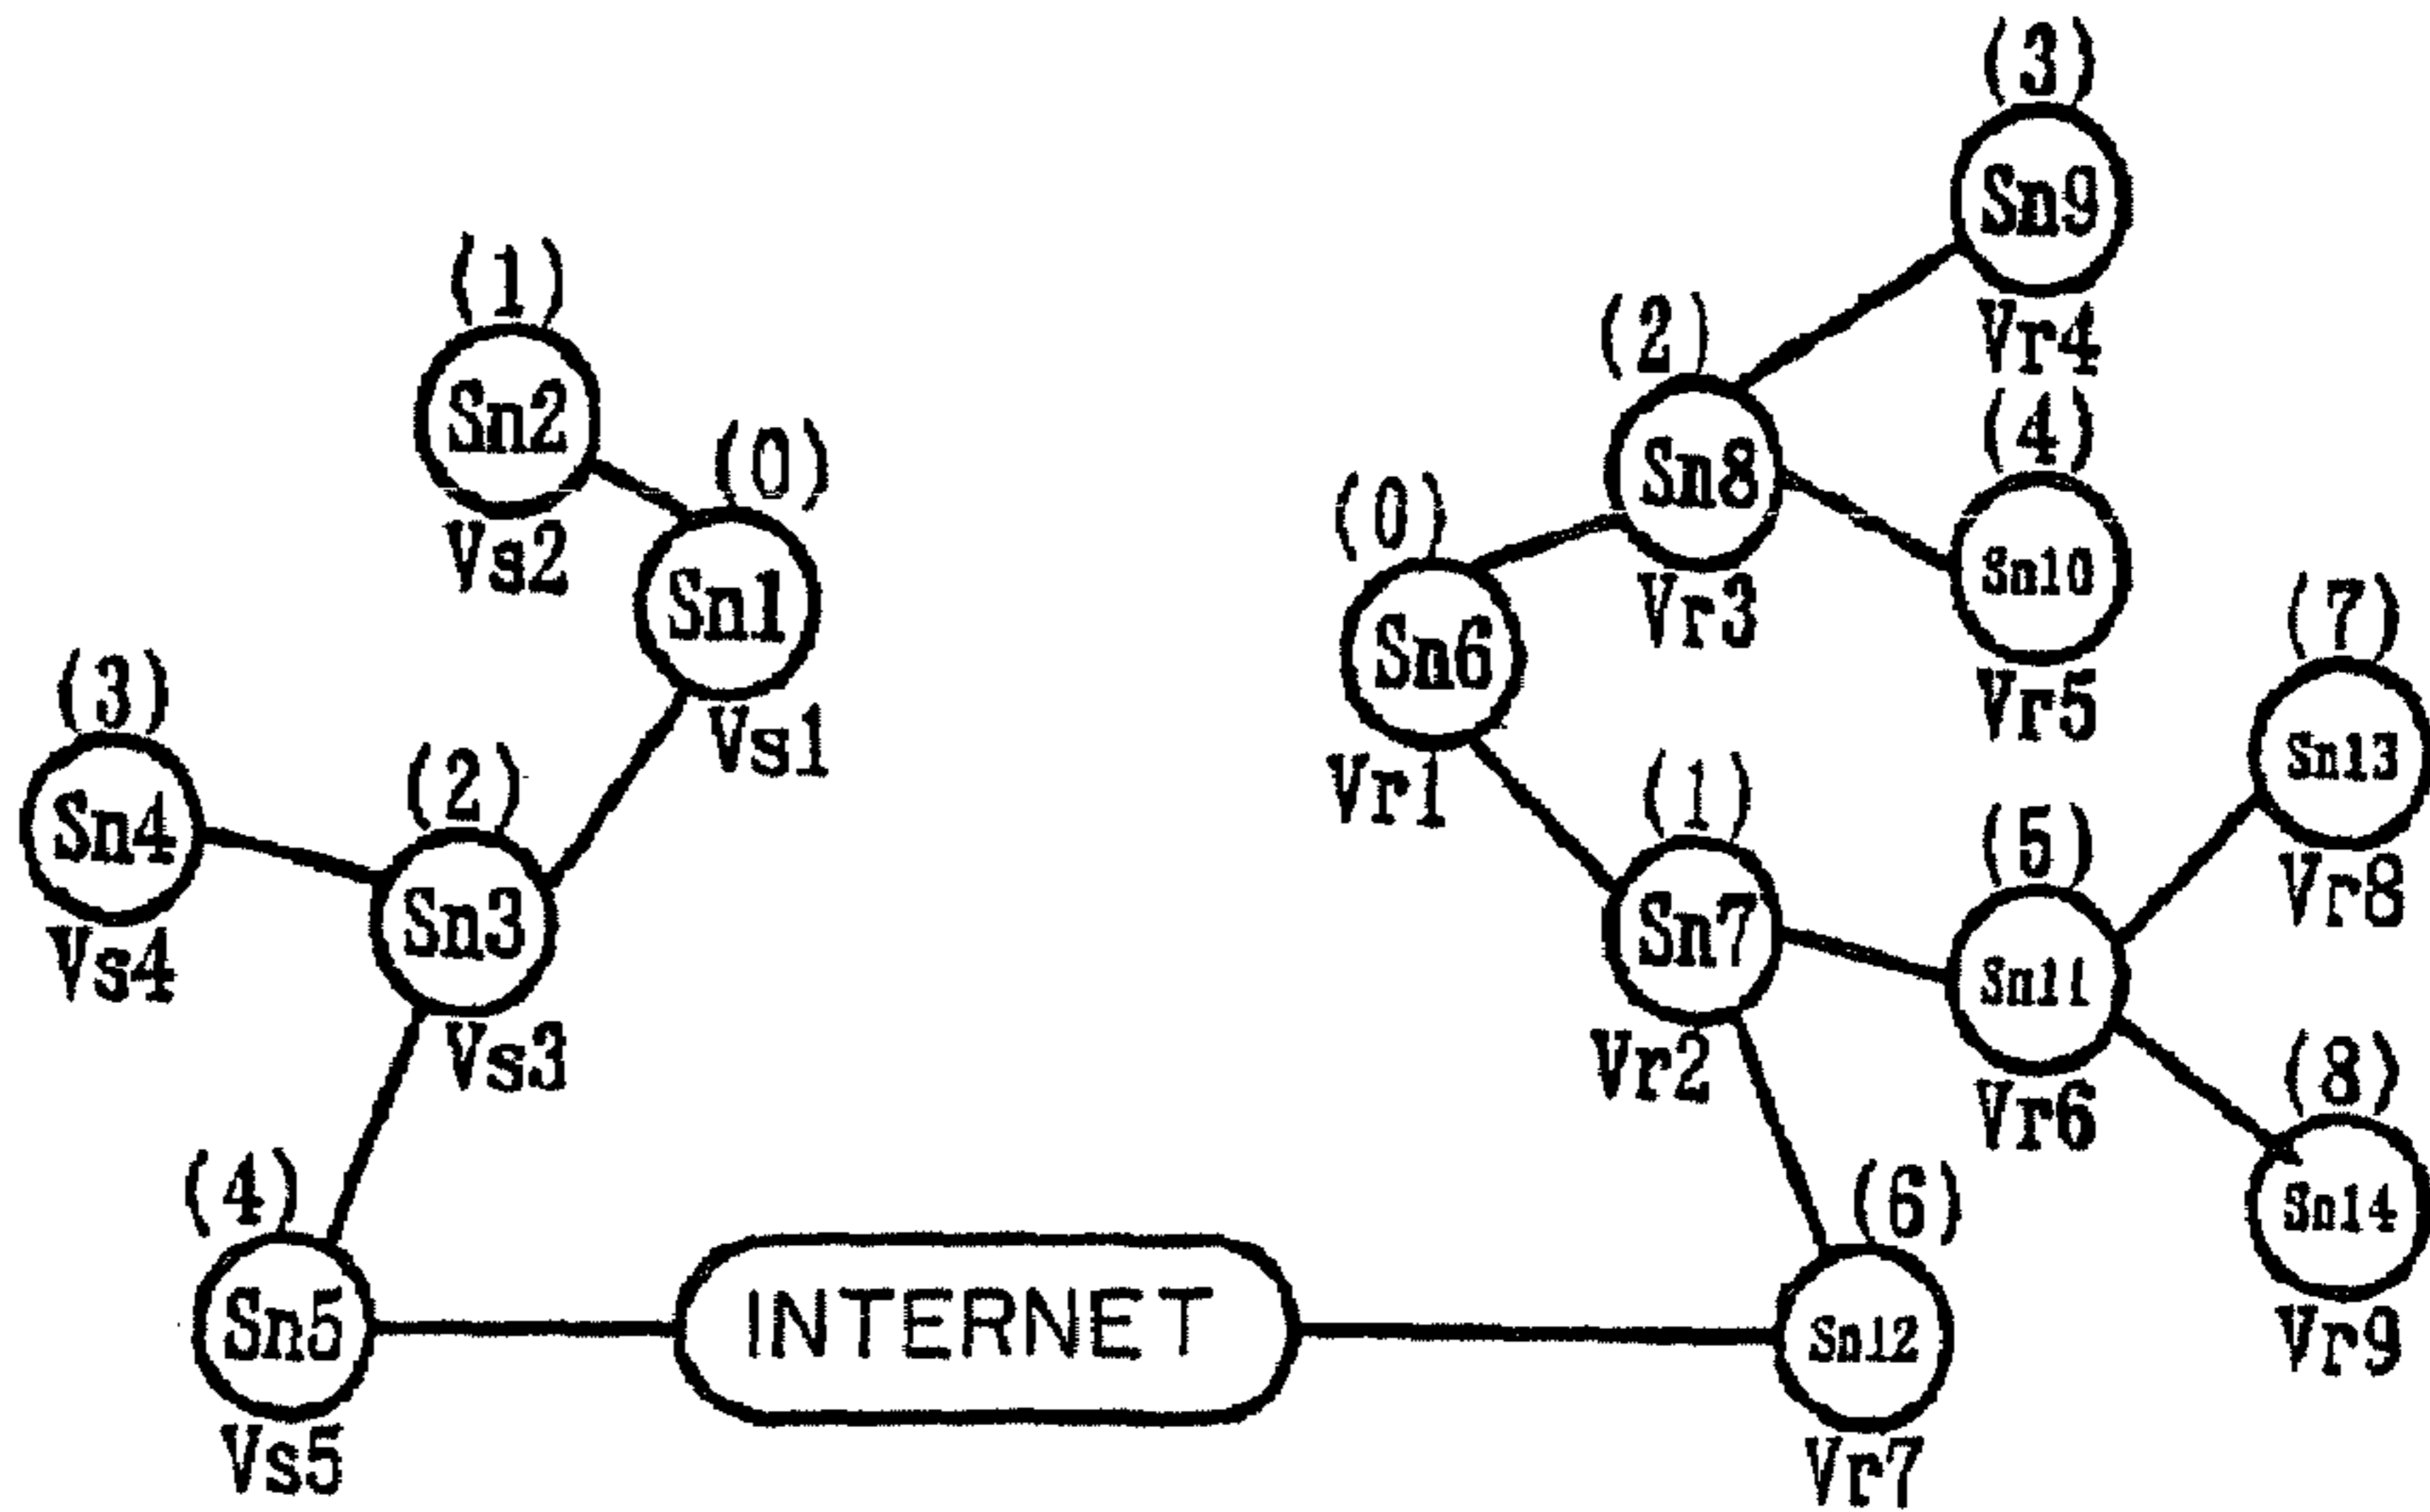 (1)
Sn2
Vs2
(0)
Sn1
Vs1
(3)
Sn4
Vs4
(2)
Sn3
Vs3
(4)
Sn5
Vs5
INTERNET
(3)
Sn9
Vr4
(2)
Sn8
Vr3
(4)
Sn10
Vr5
(0)
Sn6
Vr1
(1)
Sn7
Vr2
(7)
Sn13
Vr8
(5)
Sn11
Vr6
(8)
Sn14
Vr9
(6)
Sn12
Vr7